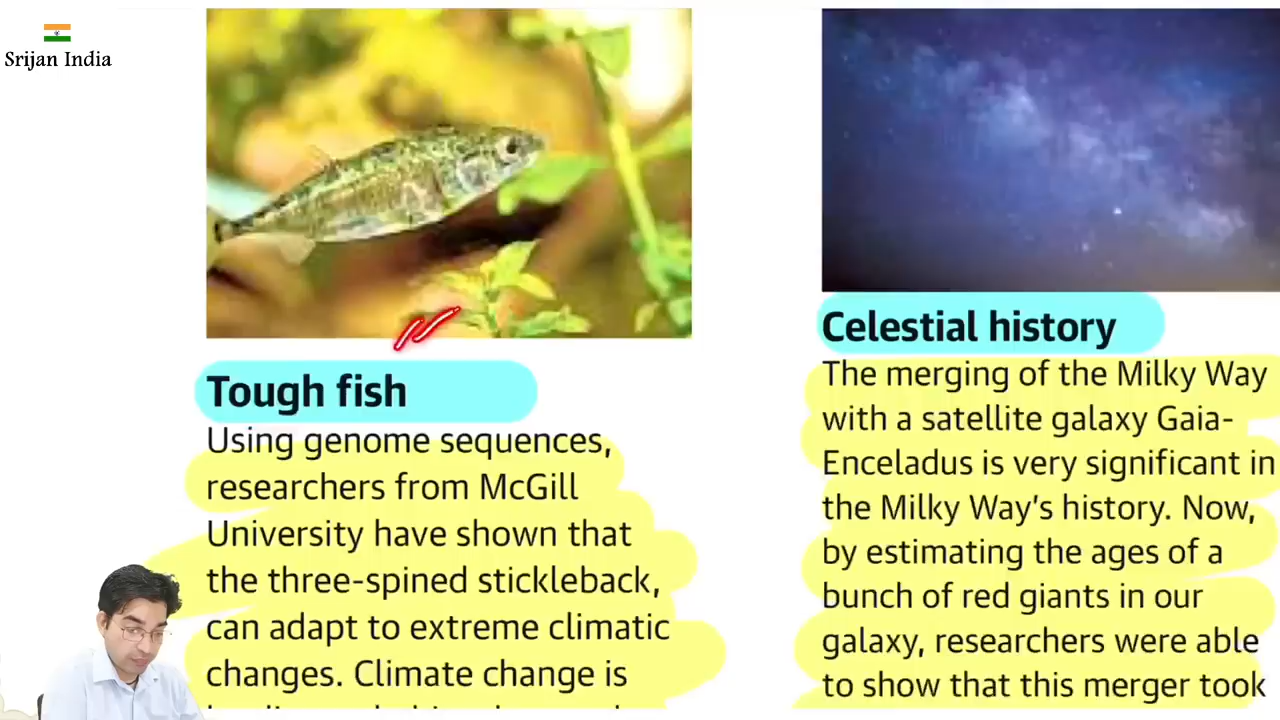 Srijan India
Tough fish
Using genome sequences,
researchers from McGill
University have shown that
the three-spined stickleback,
can adapt to extreme climatic
changes. Climate change is
Celestial history
The merging of the Milky Way
with a satellite galaxy Gaia-
Enceladus is very significant in
the Milky Way’s history. Now,
by estimating the ages of a
bunch of red giants in our
galaxy, researchers were able
to show that this merger took